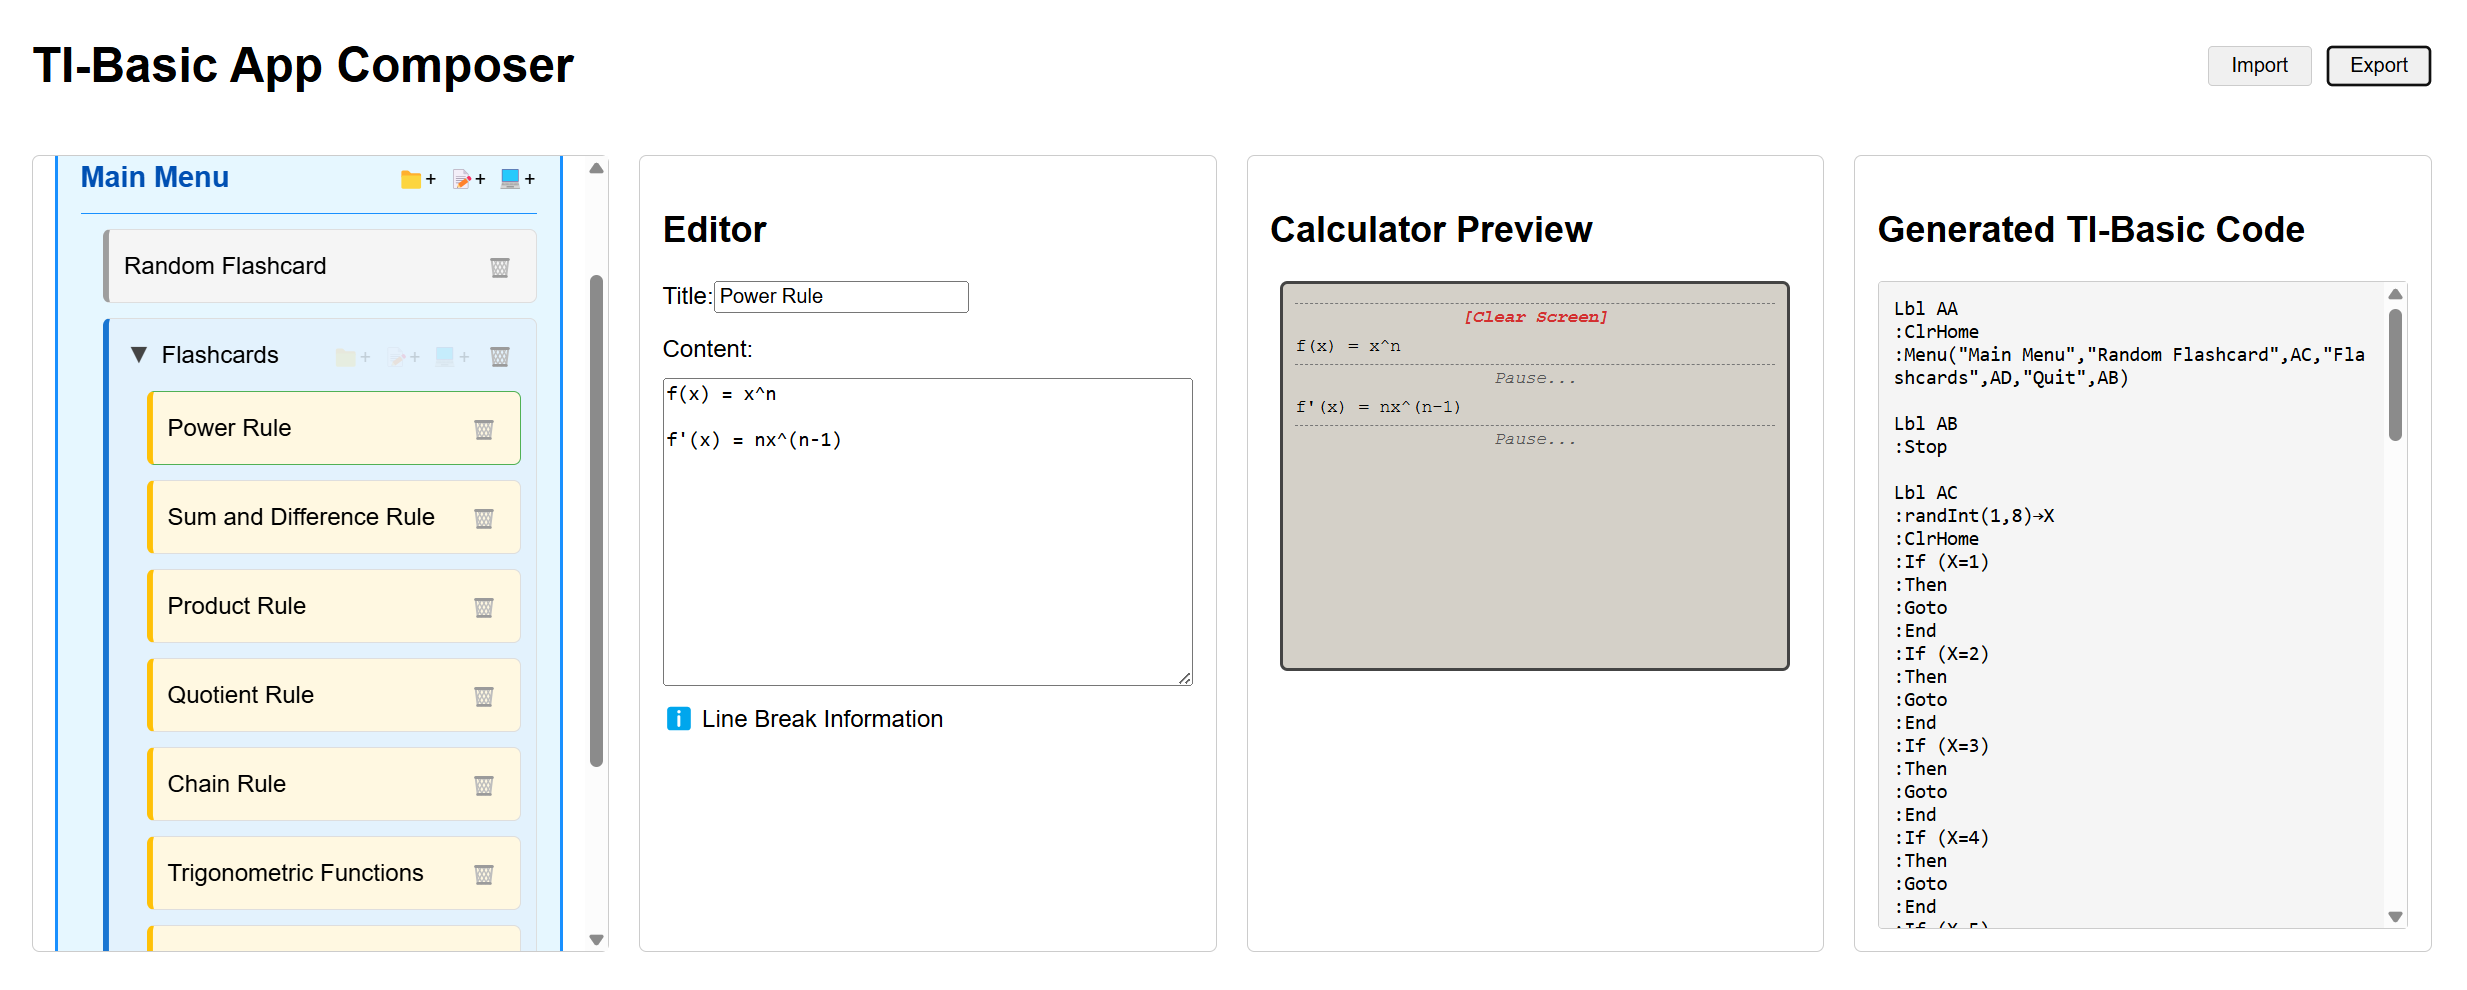 TI-Basic App Composer
Import
Export
Main Menu
+
+
+
Random Flashcard
Flashcards
+
+
+
Power Rule
Sum and Difference Rule
Product Rule
Quotient Rule
Chain Rule
Trigonometric Functions
Editor
Title:
Power Rule
Content:
f(x) = x^n
f'(x) = nx^(n-1)
Line Break Information
Calculator Preview
[Clear Screen]
f(x) = x^n
Pause...
f'(x) = nx^(n-1)
Pause...
Generated TI-Basic Code
Lbl AA
:ClrHome
:Menu("Main Menu","Random Flashcard",AC,"Fla
shcards",AD,"Quit",AB)
Lbl AB
:Stop
Lbl AC
:randInt(1,8)→X
:ClrHome
:If (X=1)
:Then
:Goto
:End
:If (X=2)
:Then
:Goto
:End
:If (X=3)
:Then
:Goto
:End
:If (X=4)
:Then
:Goto
:End
:If (X=5)